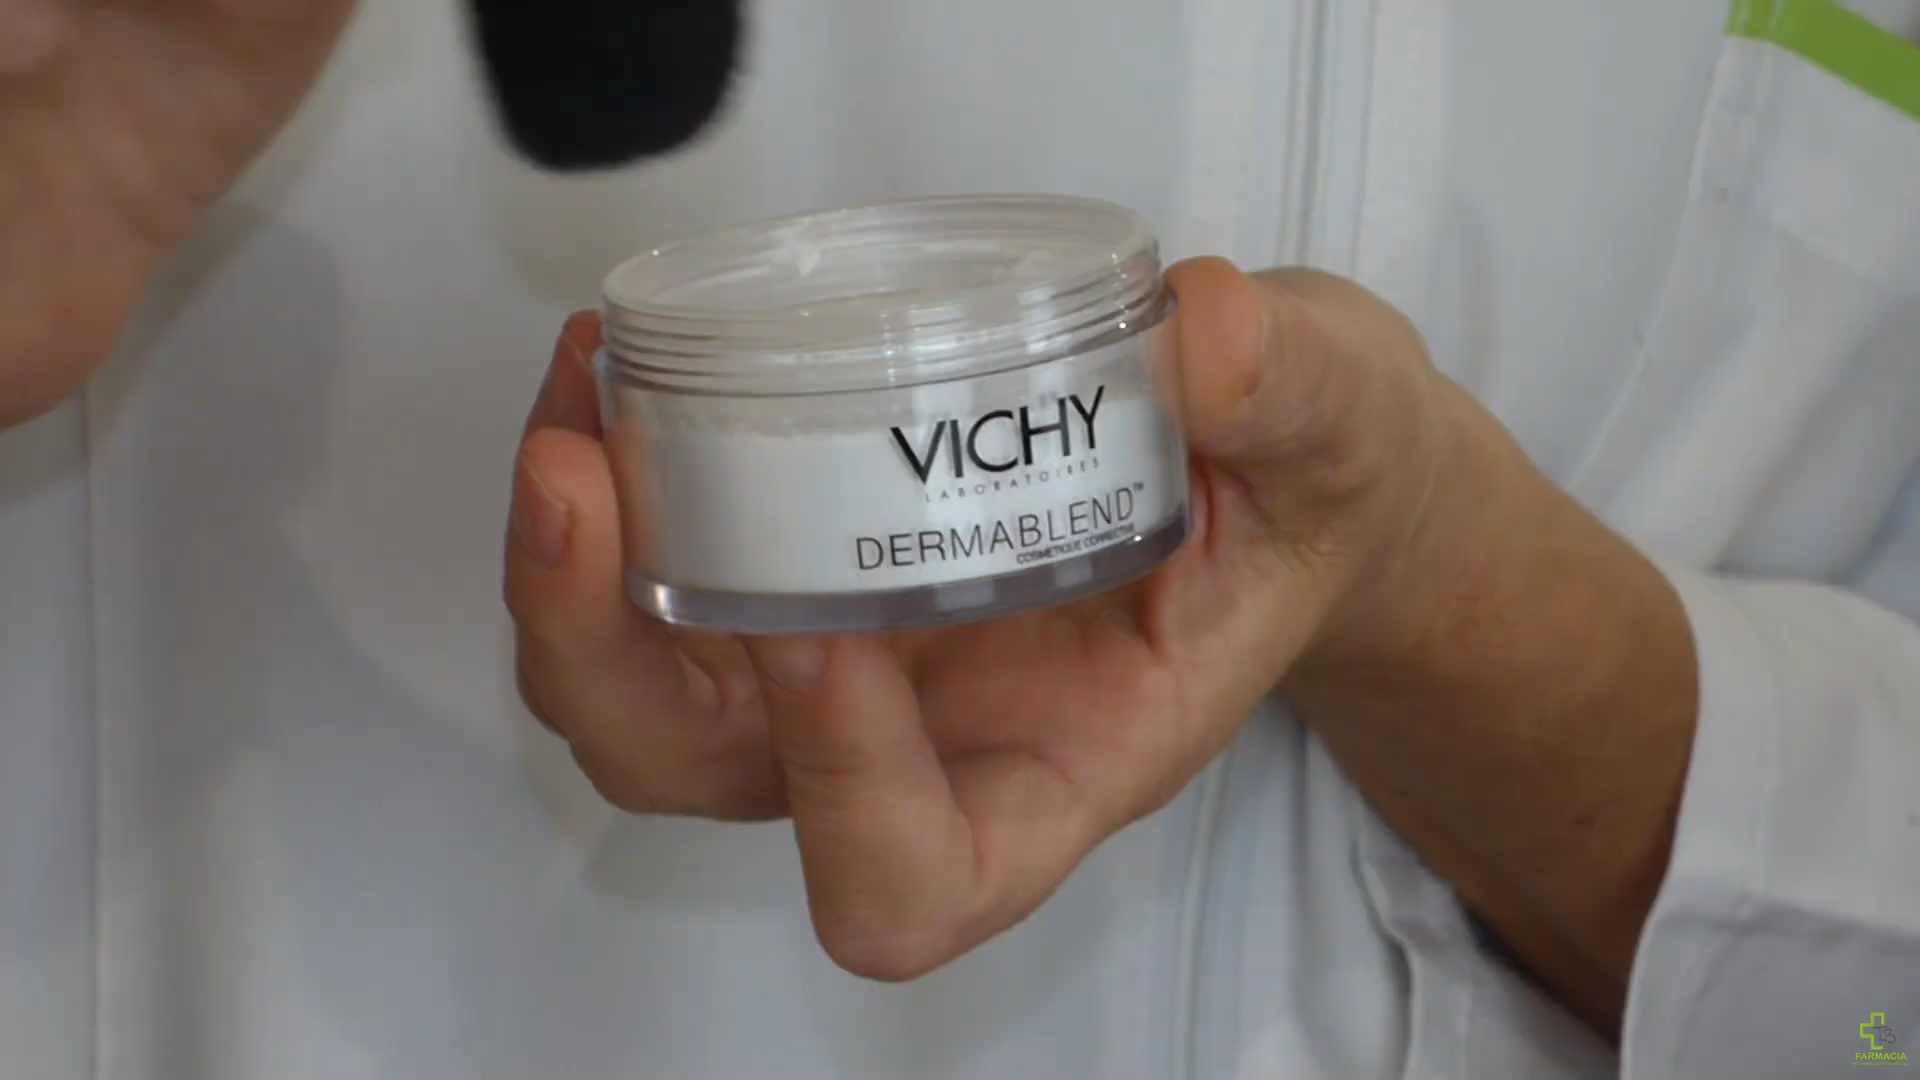 VICHY
LABORATOIRES
DERMABLEND™
COSMETIQUE CORRECTIVE
FARMACIA